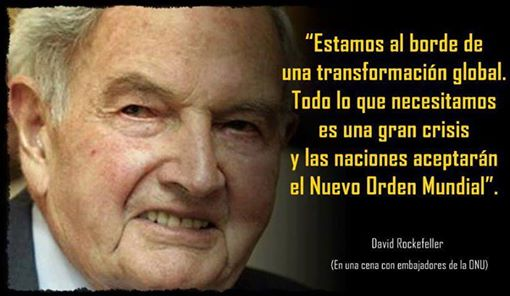 “Estamos al borde de
una transformación global.
Todo lo que necesitamos
es una gran crisis
y las naciones aceptarán
el Nuevo Orden Mundial”.
David Rockefeller
(En una cena con embajadores de la ONU)